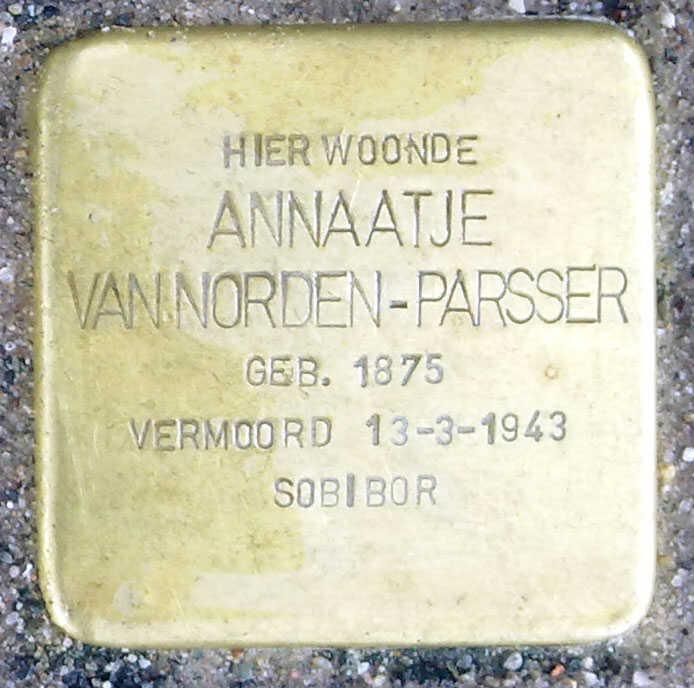 HIER WOONDE
ANNAATJE
VAN NORDEN-PARSSER
GEB. 1875
VERMOORD 13-3-1943
SOBIBOR